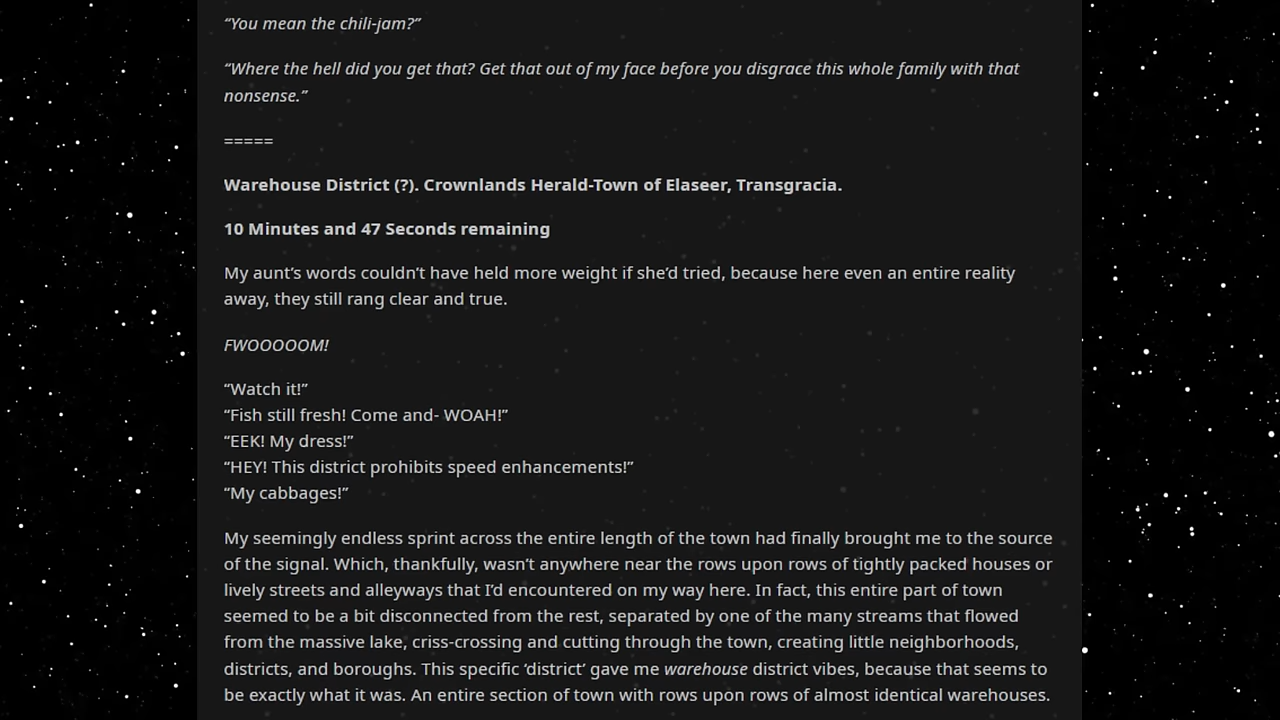 “You mean the chili-jam?”
“Where the hell did you get that? Get that out of my face before you disgrace this whole family with that
nonsense.”
=====
Warehouse District (?). Crownlands Herald-Town of Elaseer, Transgracia.
10 Minutes and 47 Seconds remaining
My aunt’s words couldn’t have held more weight if she’d tried, because here even an entire reality
away, they still rang clear and true.
FWOOOOOM!
“Watch it!”
“Fish still fresh! Come and- WOAH!”
“EEK! My dress!”
“HEY! This district prohibits speed enhancements!”
“My cabbages!”
My seemingly endless sprint across the entire length of the town had finally brought me to the source
of the signal. Which, thankfully, wasn’t anywhere near the rows upon rows of tightly packed houses or
lively streets and alleyways that I’d encountered on my way here. In fact, this entire part of town
seemed to be a bit disconnected from the rest, separated by one of the many streams that flowed
from the massive lake, criss-crossing and cutting through the town, creating little neighborhoods,
districts, and boroughs. This specific ‘district’ gave me warehouse district vibes, because that seems to
be exactly what it was. An entire section of town with rows upon rows of almost identical warehouses.